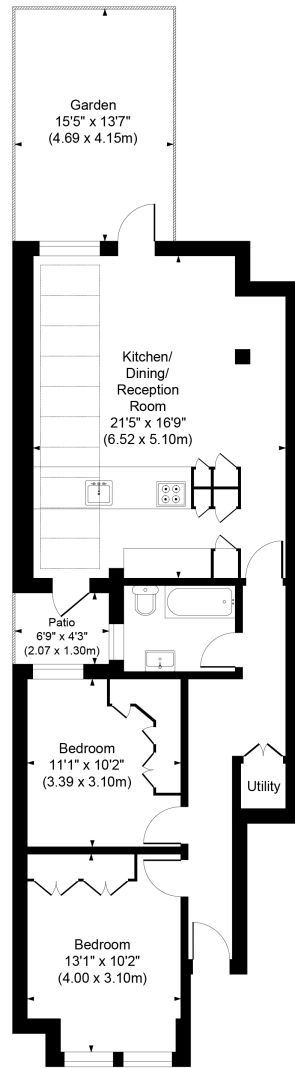 Garden
15'5" x 13'7"
(4.69 x 4.15m)
Kitchen/
Dining/
Reception
Room
21'5" x 16'9"
(6.52 x 5.10m)
Patio
6'9" x 4'3"
(2.07 x 1.30m)
Bedroom
11'1" x 10'2"
(3.39 x 3.10m)
Utility
Bedroom
13'1" x 10'2"
(4.00 x 3.10m)